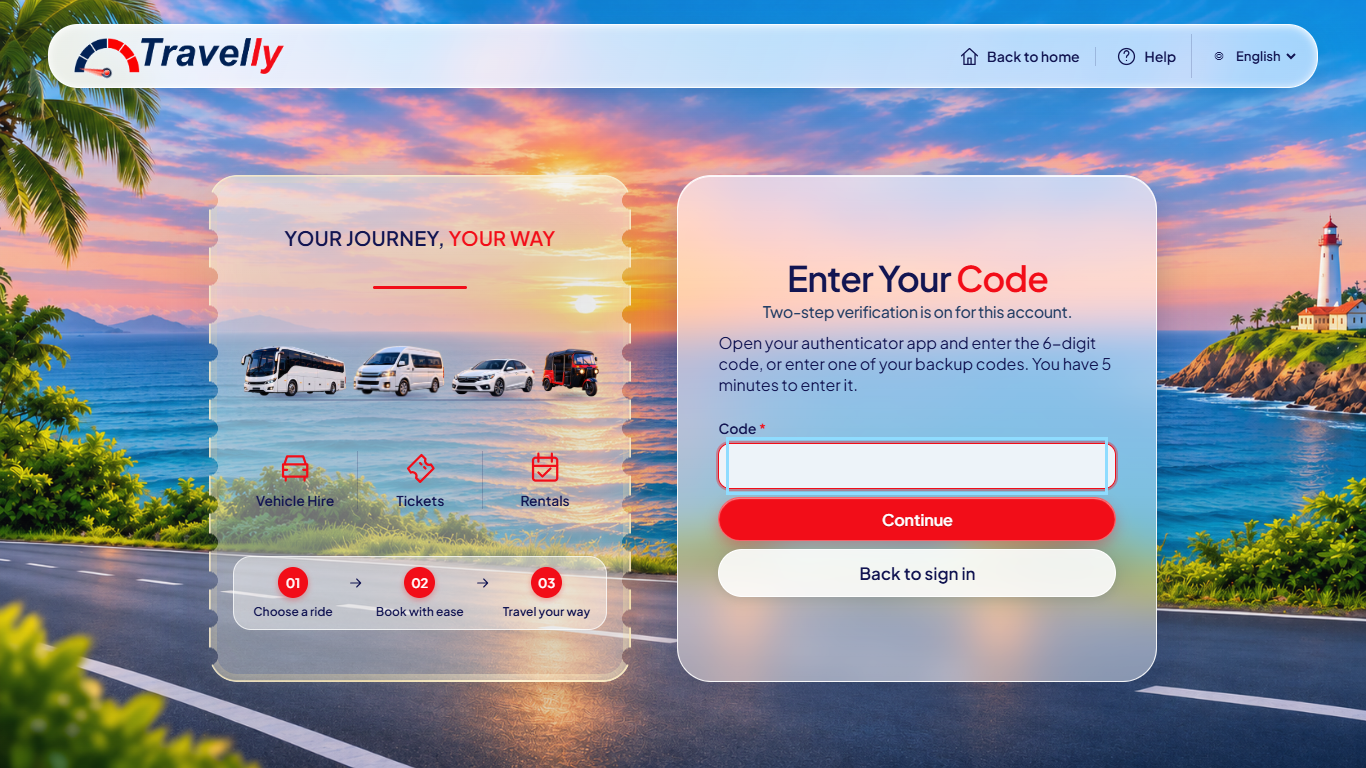 Travelly
Back to home
Help
English
YOUR JOURNEY, YOUR WAY
Vehicle Hire
Tickets
Rentals
01
02
03
Choose a ride
Book with ease
Travel your way
Enter Your Code
Two-step verification is on for this account.
Open your authenticator app and enter the 6-digit
code, or enter one of your backup codes. You have 5
minutes to enter it.
Code *
Continue
Back to sign in